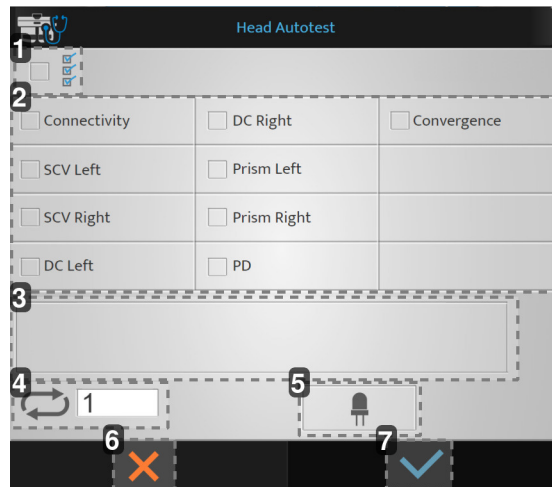 Head Autotest
1
2
Connectivity DC Right Convergence
SCV Left Prism Left
SCV Right Prism Right
DC Left PD
3
4 5
1
6 7